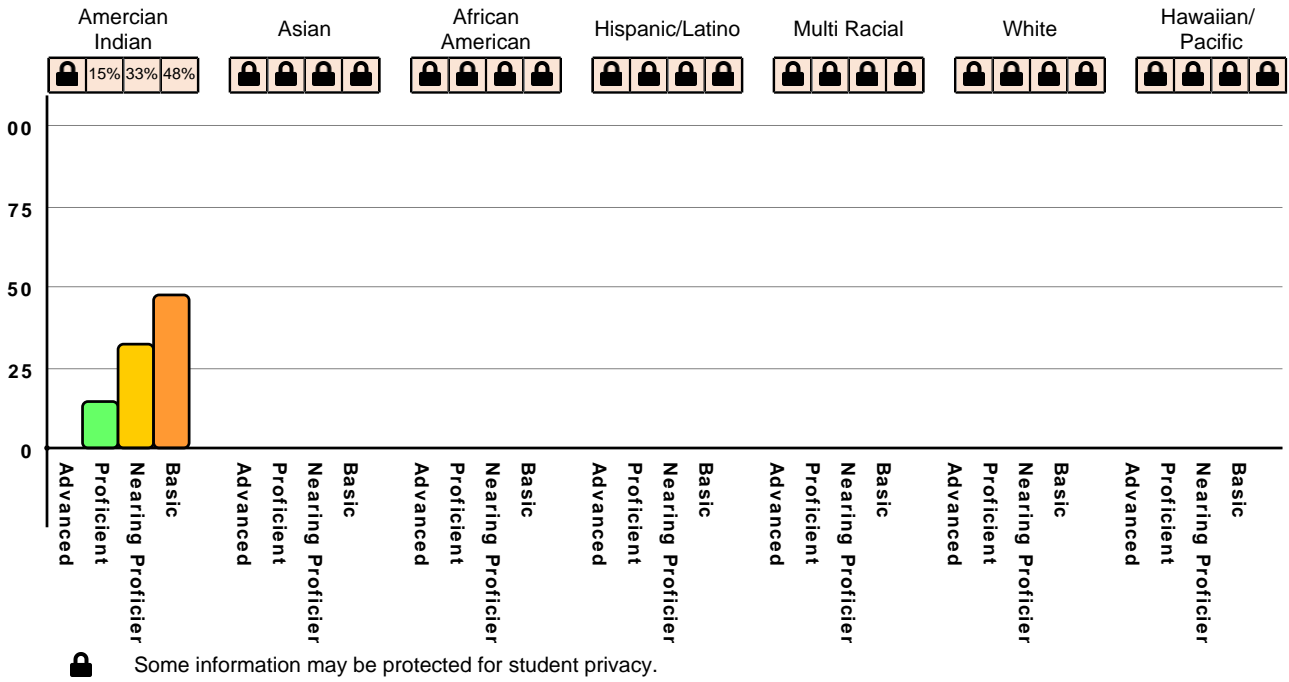 Amercian
Indian
Asian
African
American
Hispanic/Latino
Multi Racial
White
Hawaiian/
Pacific
15% 33% 48%
00
75
50
25
0
Advanced
Proficient
Nearing Proficier
Basic
Advanced
Proficient
Nearing Proficier
Basic
Advanced
Proficient
Nearing Proficier
Basic
Advanced
Proficient
Nearing Proficier
Basic
Advanced
Proficient
Nearing Proficier
Basic
Advanced
Proficient
Nearing Proficier
Basic
Advanced
Proficient
Nearing Proficier
Basic
Some information may be protected for student privacy.